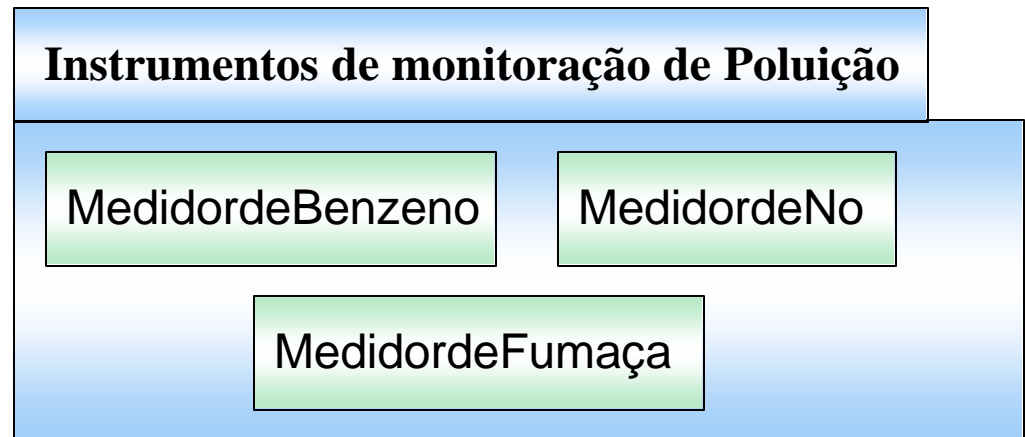 Instrumentos de monitoração de Poluição
MedidordeBenzeno
MedidordeNo
MedidordeFumaça